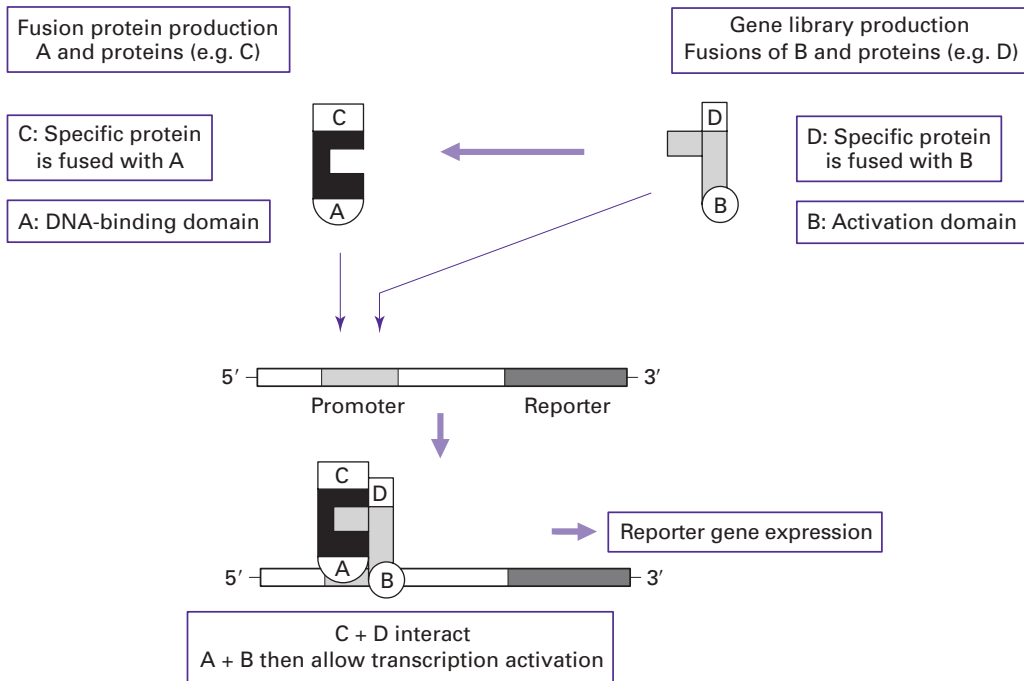 Fusion protein production
A and proteins (e.g. C)
Gene library production
Fusions of B and proteins (e.g. D)
C: Specific protein
is fused with A
C
D
D: Specific protein
is fused with B
A: DNA-binding domain
A
B
B: Activation domain
5′
3′
Promoter
Reporter
C
D
Reporter gene expression
A
B
5′
3′
C + D interact
A + B then allow transcription activation